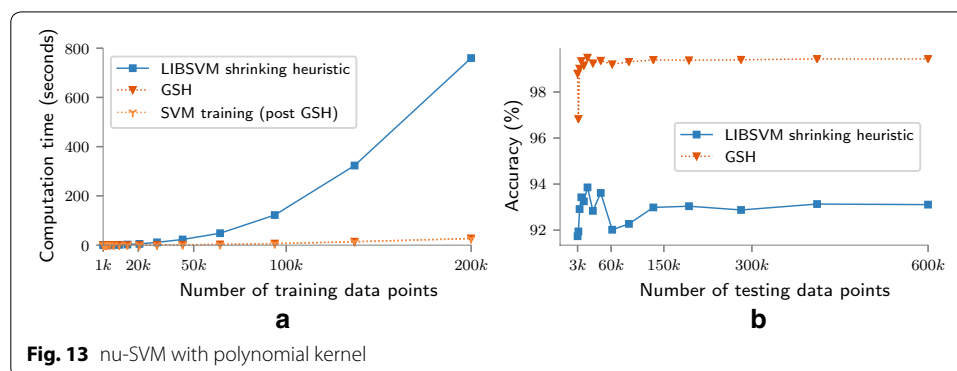 800
600
400
200
0
Computation time (seconds)
LIBSVM shrinking heuristic
GSH
SVM training (post GSH)
1k 20k 50k 100k 200k
Number of training data points
a
98
96
94
92
Accuracy (%)
LIBSVM shrinking heuristic
GSH
3k 60k 150k 300k 600k
Number of testing data points
b
Fig. 13 nu-SVM with polynomial kernel